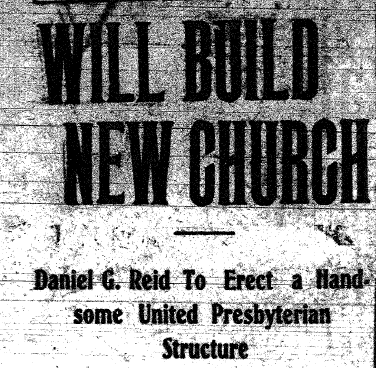 WILL BUILD
NEW CHURCH
Daniel G. Reid To Erect a Hand-
some United Presbyterian
Structure